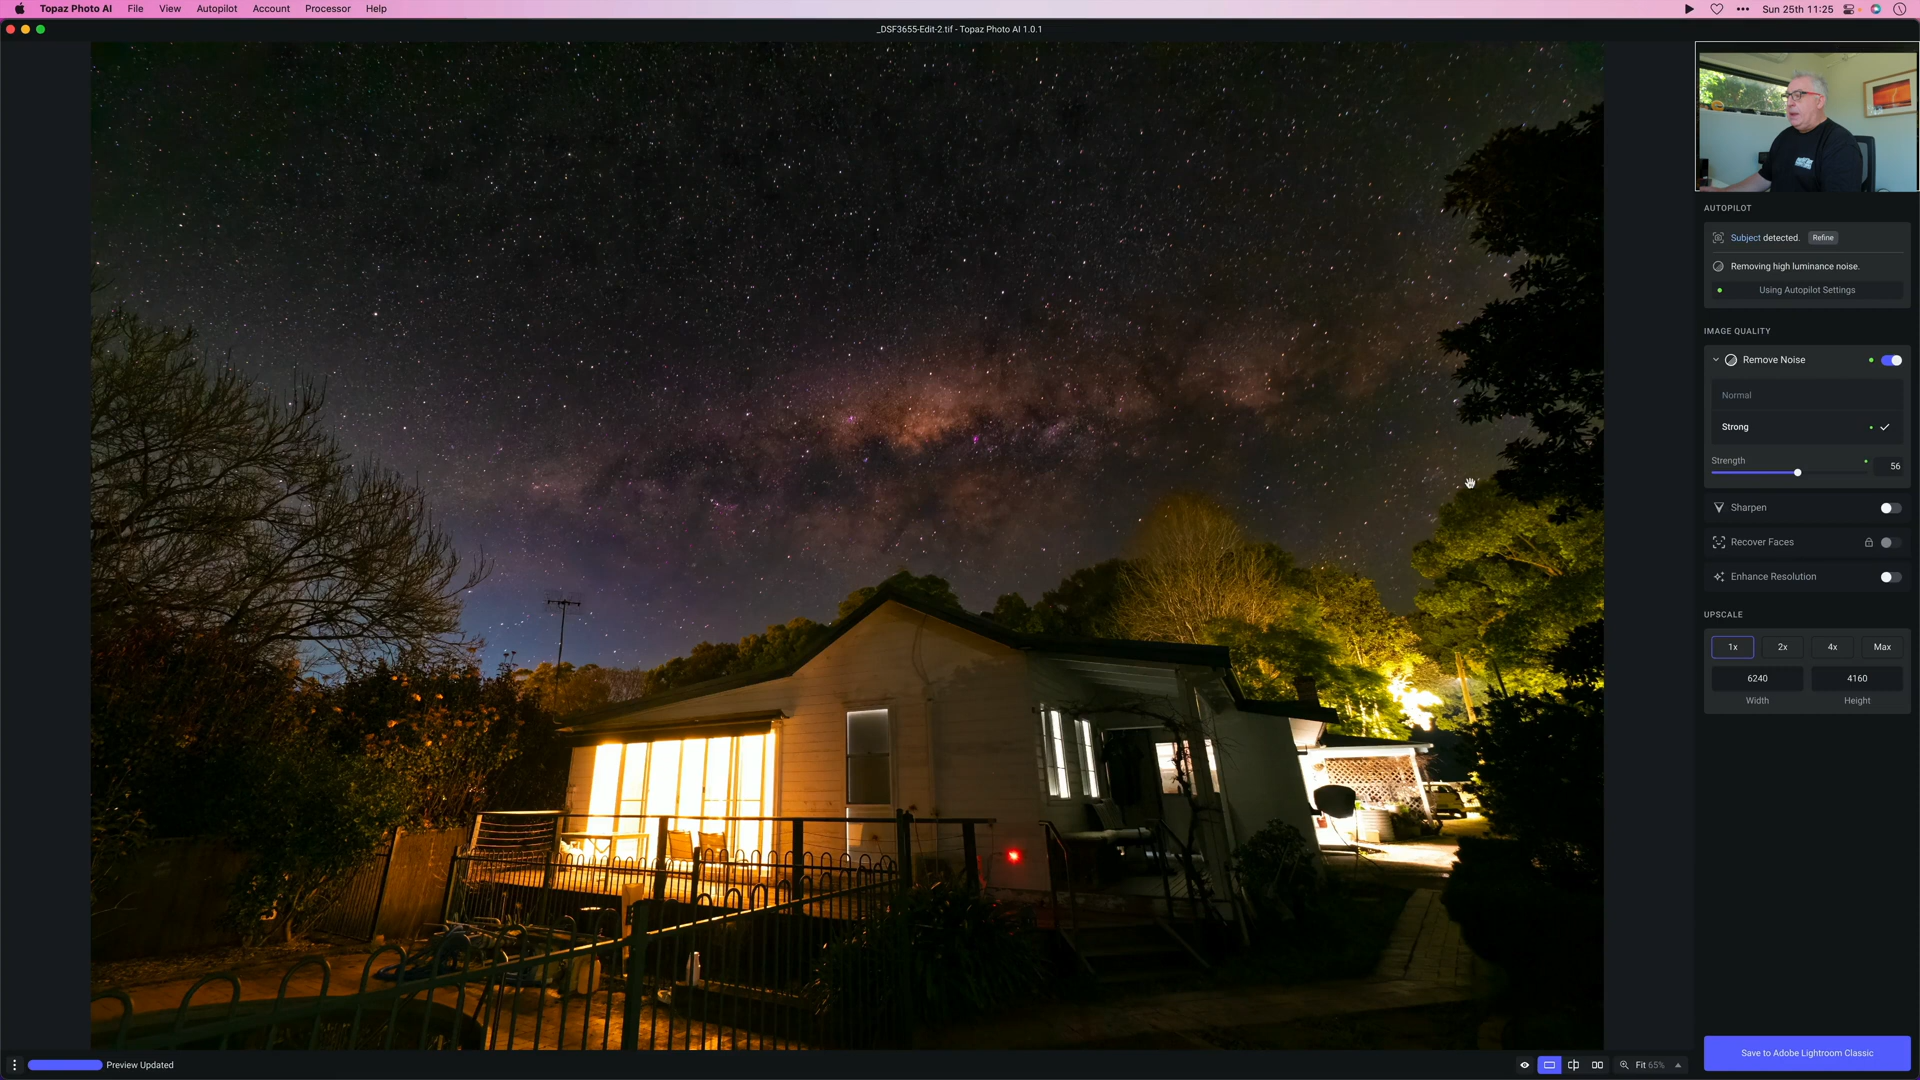 Topaz Photo AI File View Autopilot Account Processor Help Sun 25th 11:25
_DSF3655-Edit-2.tif - Topaz Photo AI 1.0.1
AUTOPILOT
Subject detected. Refine
Removing high luminance noise.
Using Autopilot Settings
IMAGE QUALITY
Remove Noise
Normal
Strong
Strength 56
Sharpen
Recover Faces
Enhance Resolution
UPSCALE
1x 2x 4x Max
6240 4160
Width Height
Save to Adobe Lightroom Classic
Preview Updated Fit 65%